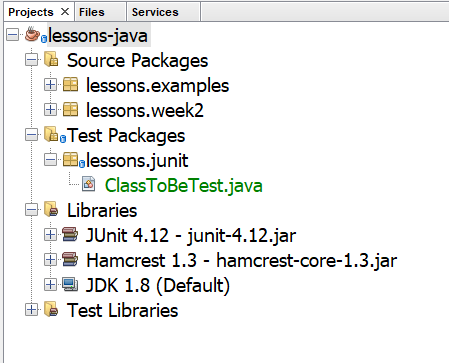 Projects × Files Services
lessons-java
Source Packages
lessons.examples
lessons.week2
Test Packages
lessons.junit
ClassToBeTest.java
Libraries
JUnit 4.12 - junit-4.12.jar
Hamcrest 1.3 - hamcrest-core-1.3.jar
JDK 1.8 (Default)
Test Libraries